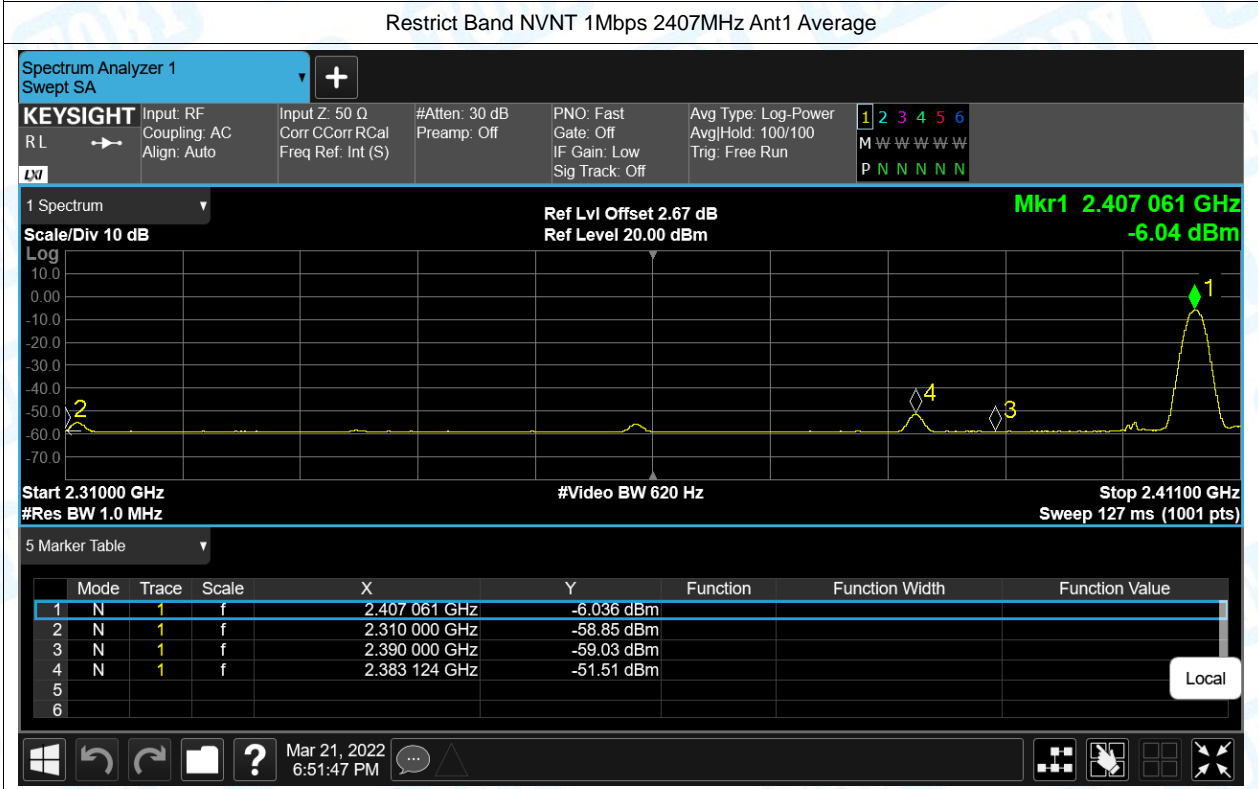 Restrict Band NVNT 1Mbps 2407MHz Ant1 Average
Spectrum Analyzer 1
Swept SA
+
KEYSIGHT
R L
LXI
Input: RF
Coupling: AC
Align: Auto
Input Z: 50 Ω
Corr CCorr RCal
Freq Ref: Int (S)
#Atten: 30 dB
Preamp: Off
PNO: Fast
Gate: Off
IF Gain: Low
Sig Track: Off
Avg Type: Log-Power
Avg|Hold: 100/100
Trig: Free Run
1 2 3 4 5 6
M W W W W W
P N N N N N
1 Spectrum
Scale/Div 10 dB
Ref Lvl Offset 2.67 dB
Ref Level 20.00 dBm
Mkr1 2.407 061 GHz
-6.04 dBm
Log
10.0
0.00
-10.0
-20.0
-30.0
-40.0
-50.0
-60.0
-70.0
1
2
4
3
Start 2.31000 GHz
#Res BW 1.0 MHz
#Video BW 620 Hz
Stop 2.41100 GHz
Sweep 127 ms (1001 pts)
5 Marker Table
Mode Trace Scale X Y Function Function Width Function Value
1 N 1 f 2.407 061 GHz -6.036 dBm
2 N 1 f 2.310 000 GHz -58.85 dBm
3 N 1 f 2.390 000 GHz -59.03 dBm
4 N 1 f 2.383 124 GHz -51.51 dBm
5
6
Local
?
Mar 21, 2022
6:51:47 PM